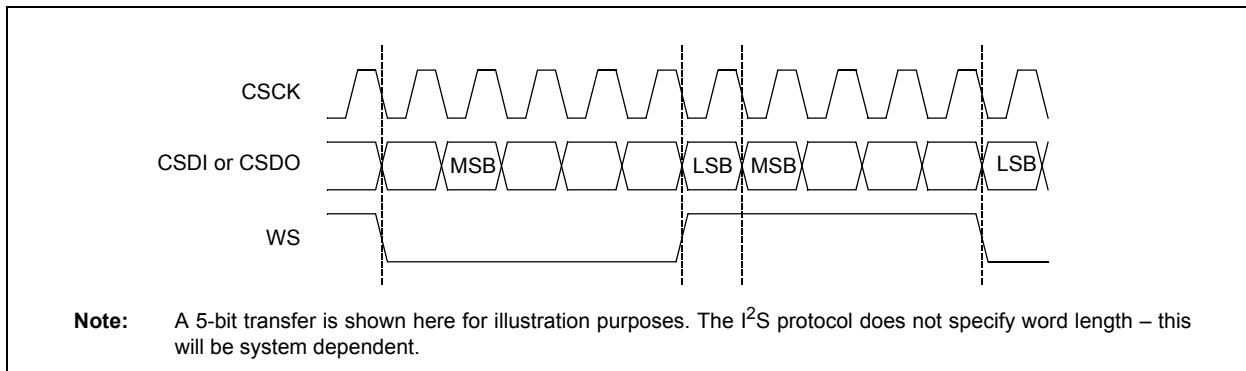 CSCK
CSDI or CSDO
MSB
LSB
MSB
LSB
WS
Note: A 5-bit transfer is shown here for illustration purposes. The I²S protocol does not specify word length – this
will be system dependent.